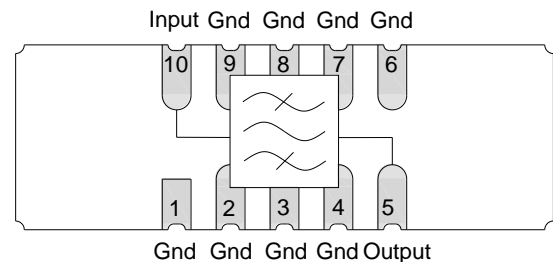 Input Gnd Gnd Gnd Gnd
10 9 8 7 6
1 2 3 4 5
Gnd Gnd Gnd Gnd Output